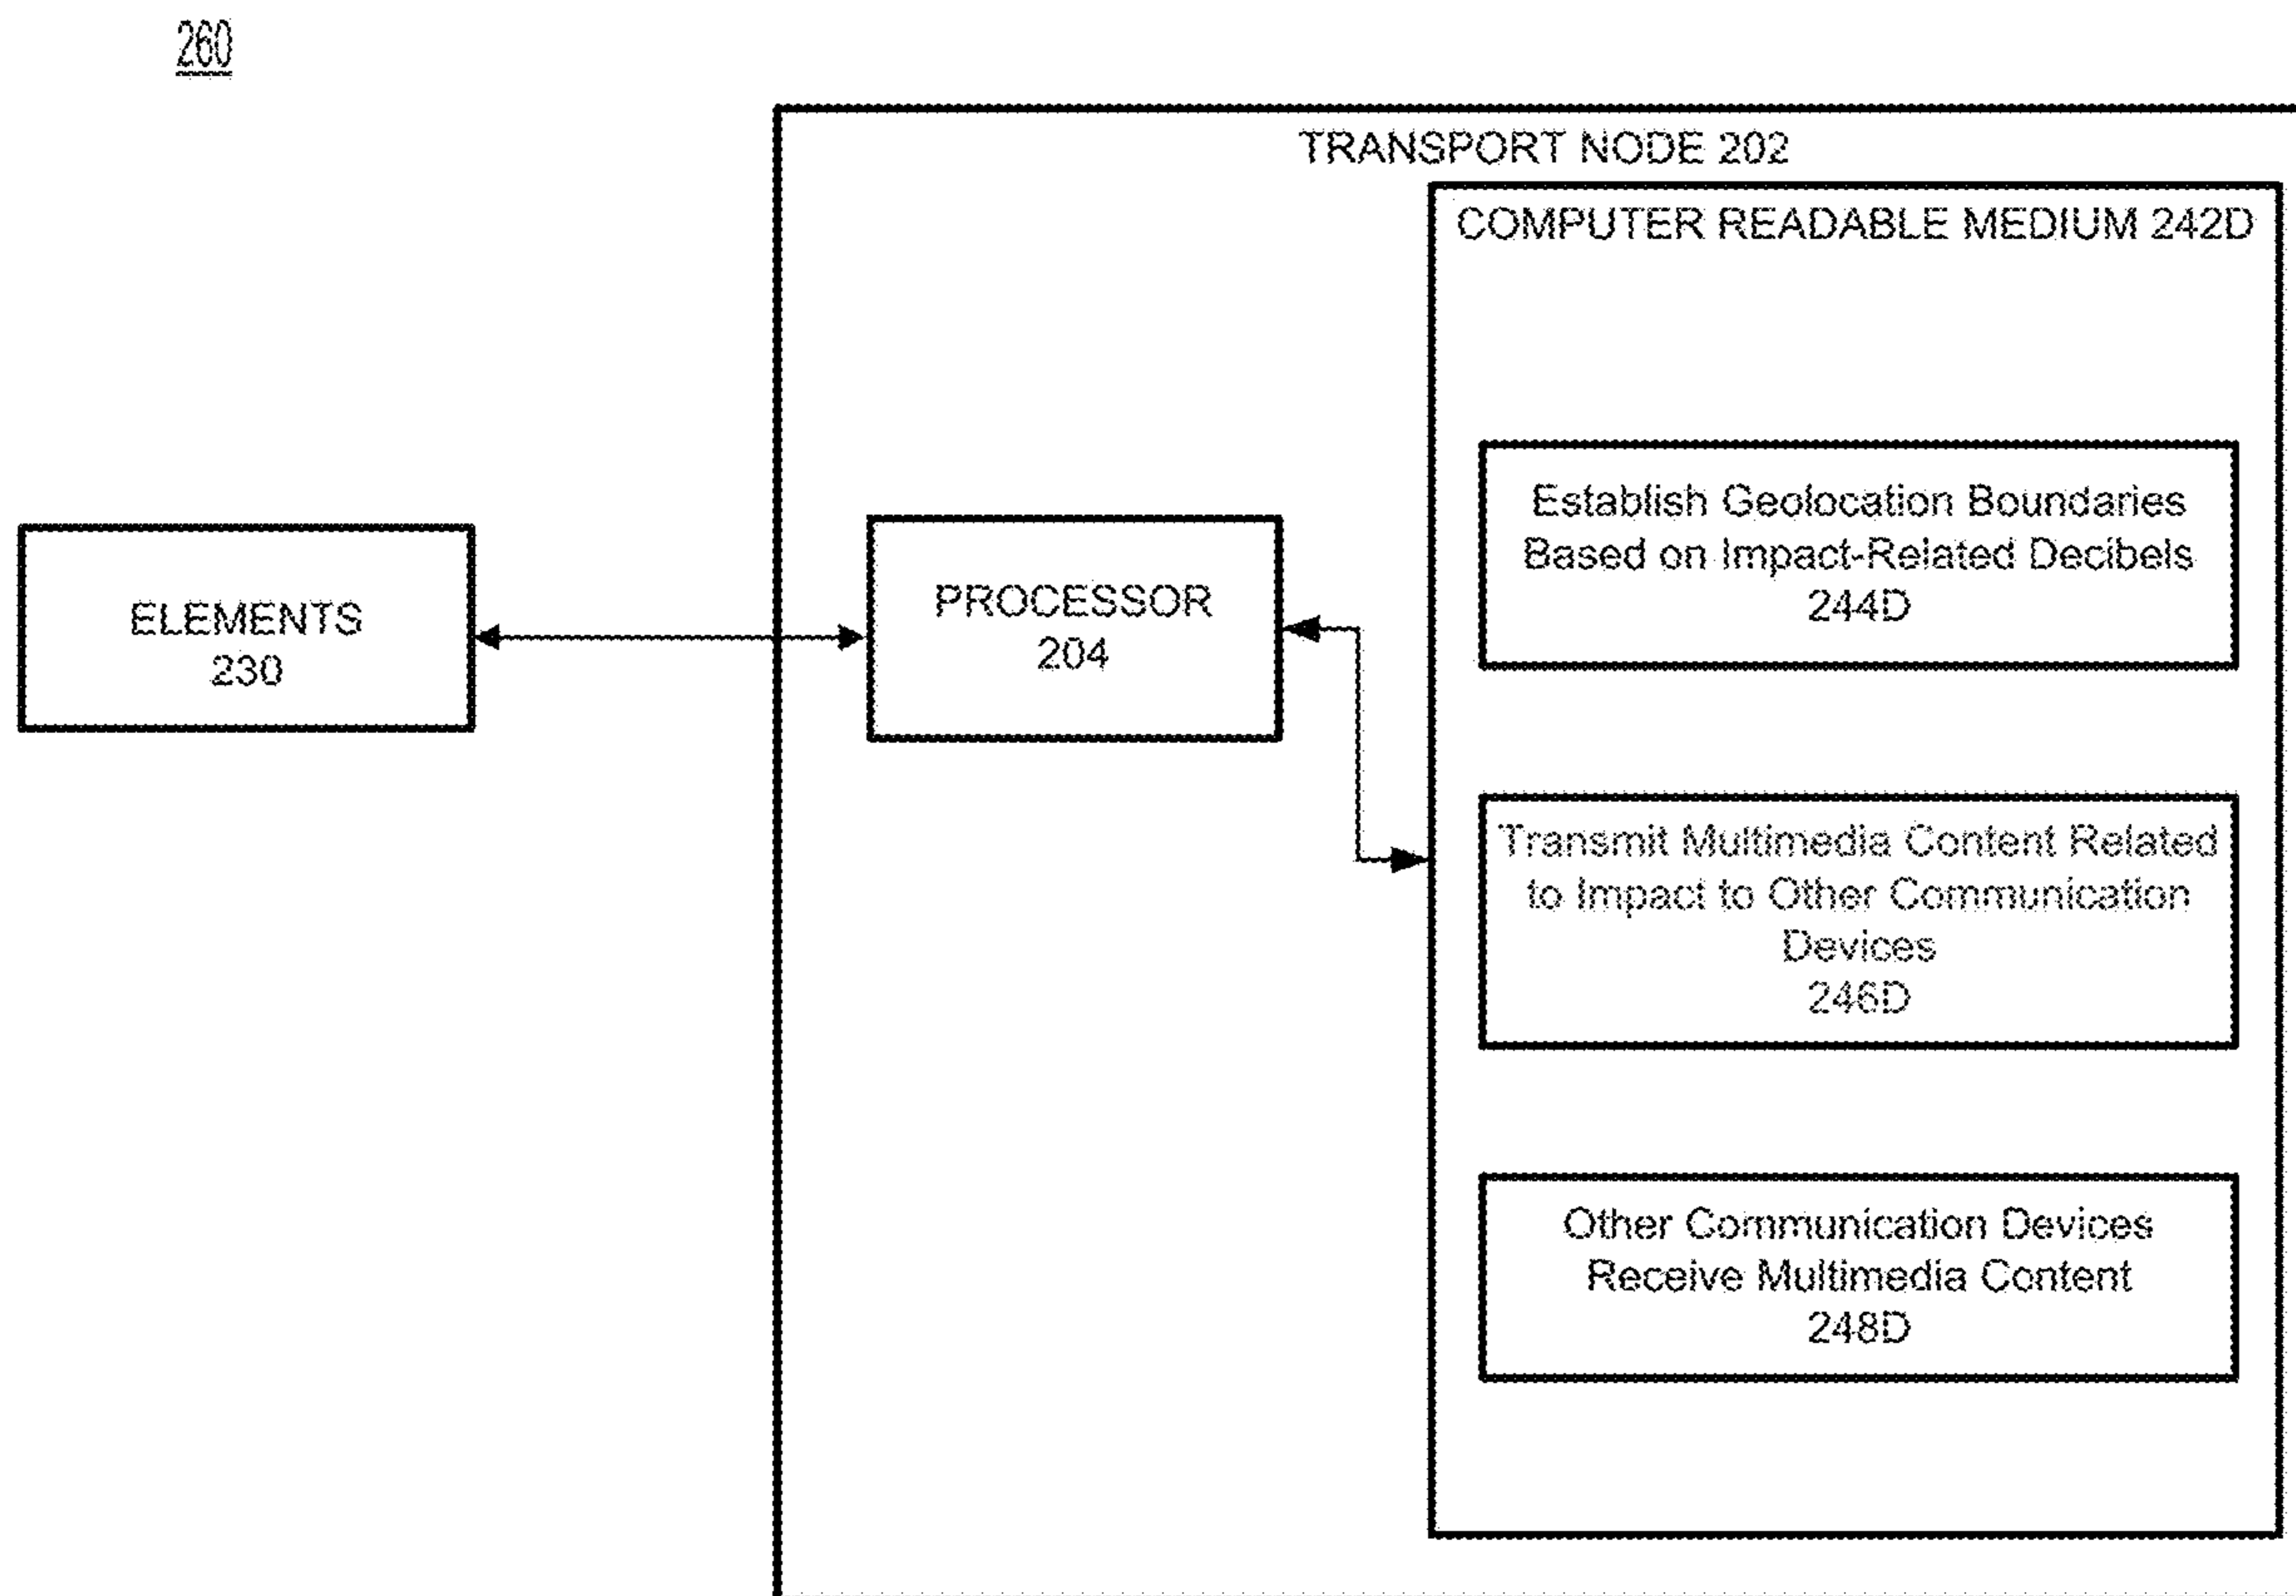 260
TRANSPORT NODE 202
COMPUTER READABLE MEDIUM 242D
ELEMENTS
230
PROCESSOR
204
Establish Geolocation Boundaries
Based on Impact-Related Decibels
244D
Transmit Multimedia Content Related
to Impact to Other Communication
Devices
246D
Other Communication Devices
Receive Multimedia Content
248D